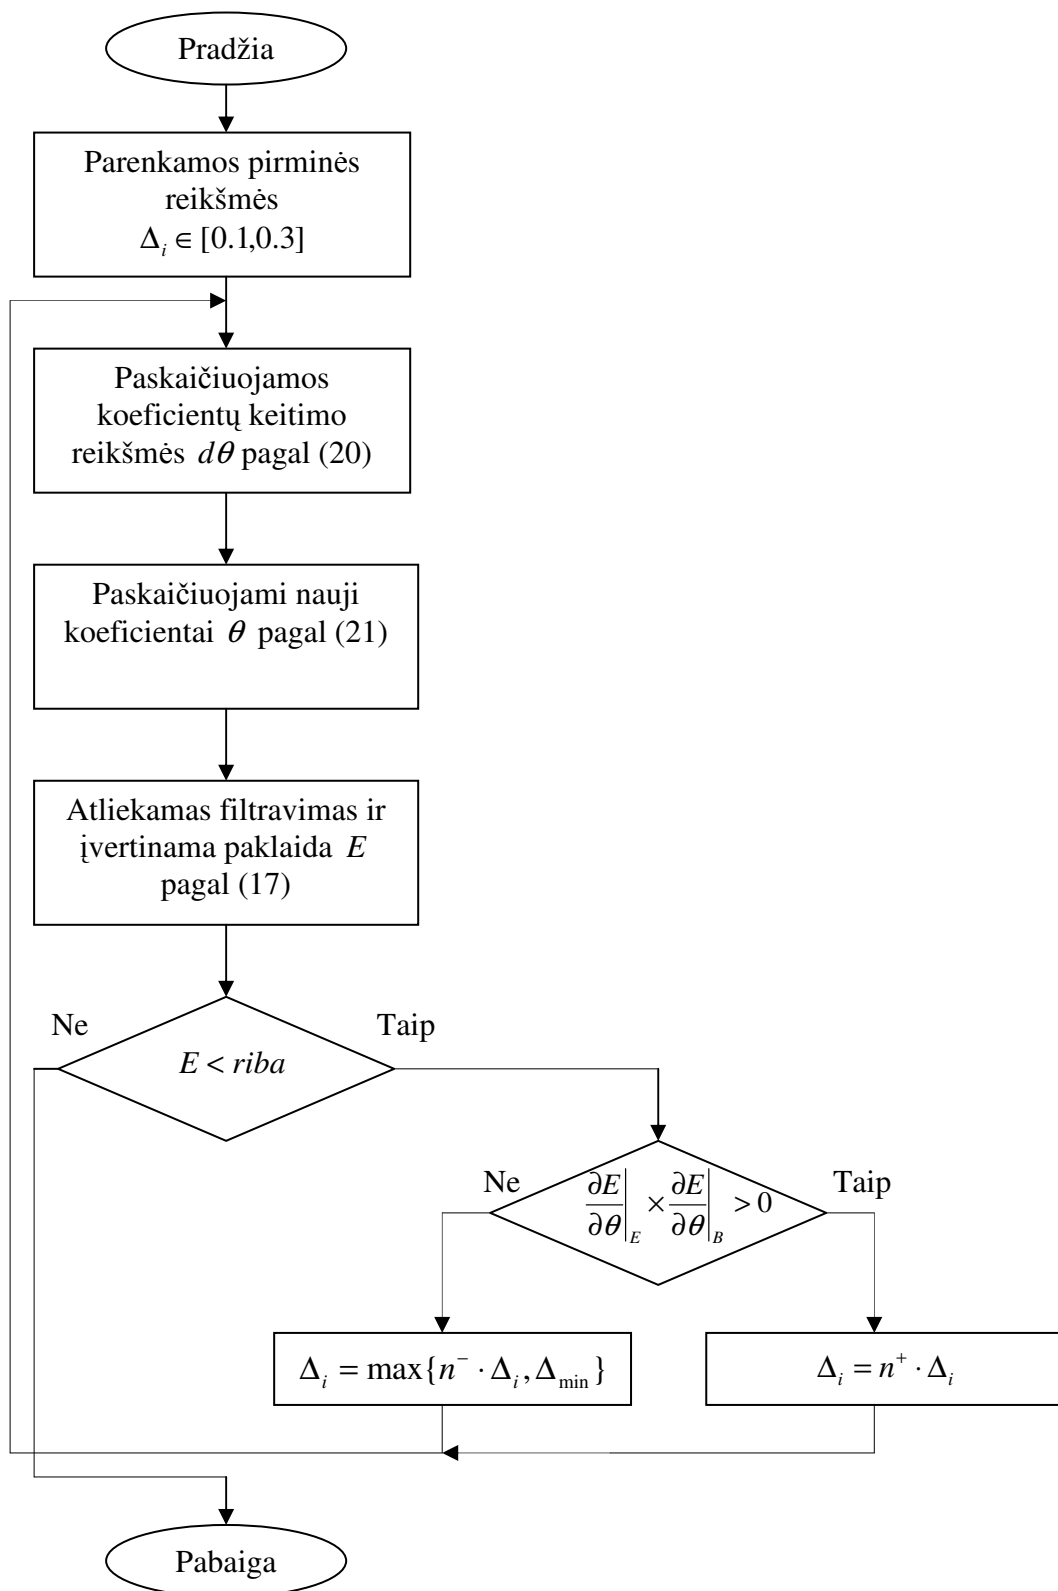 Pradžia
Parenkamos pirminės
reikšmės
Δ_i ∈ [0.1,0.3]
Paskaičiuojamos
koeficientų keitimo
reikšmės dθ pagal (20)
Paskaičiuojami nauji
koeficientai θ pagal (21)
Atliekamas filtravimas ir
įvertinama paklaida E
pagal (17)
Ne
Taip
E < riba
Ne
Taip
∂E/∂θ|_E × ∂E/∂θ|_B > 0
Δ_i = max{n⁻ · Δ_i, Δ_min}
Δ_i = n⁺ · Δ_i
Pabaiga